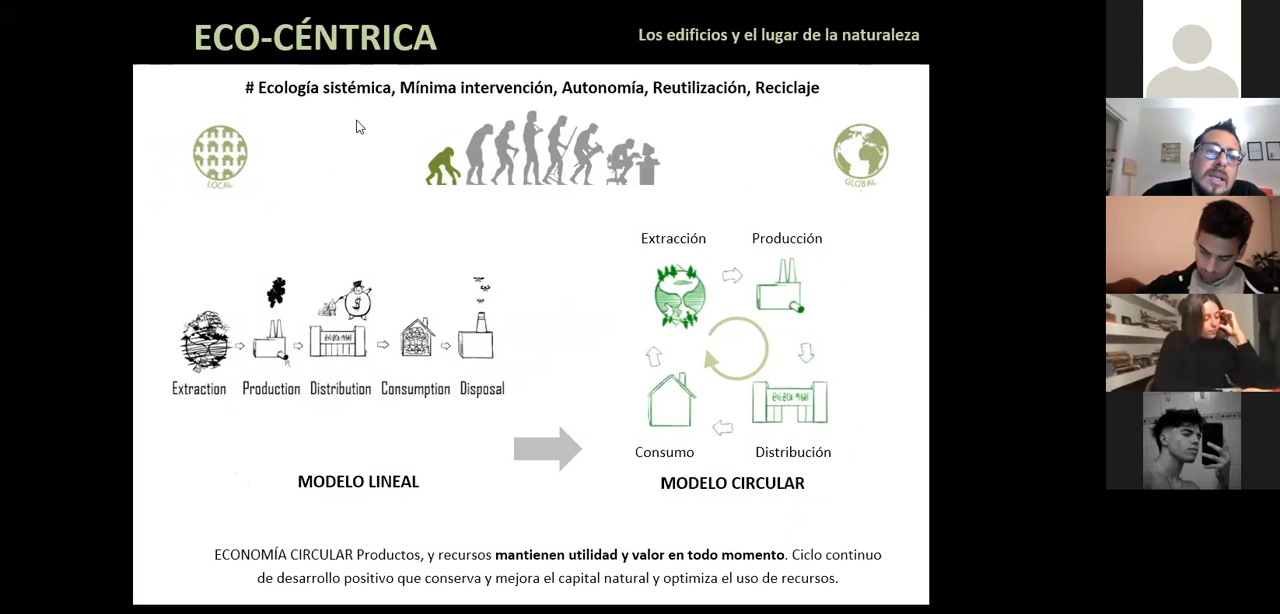 ECO-CÉNTRICA
Los edificios y el lugar de la naturaleza
# Ecología sistémica, Mínima intervención, Autonomía, Reutilización, Reciclaje
LOCAL
GLOBAL
Extracción
Producción
Extraction
Production
Distribution
Consumption
Disposal
Consumo
Distribución
MODELO LINEAL
MODELO CIRCULAR
ECONOMÍA CIRCULAR Productos, y recursos mantienen utilidad y valor en todo momento. Ciclo continuo
de desarrollo positivo que conserva y mejora el capital natural y optimiza el uso de recursos.